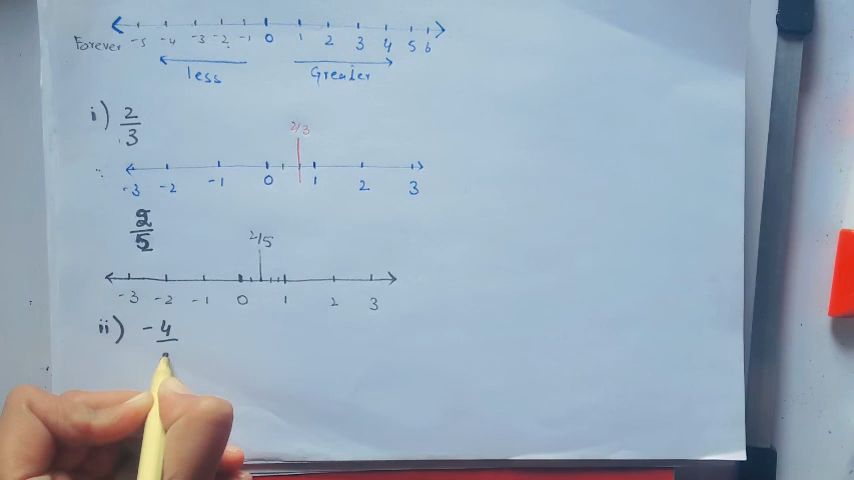 Forever -5 -4 -3 -2 -1 0 1 2 3 4 5 6
less Greater
i) 2/3
2/3
-3 -2 -1 0 1 2 3
2/5
2/5
-3 -2 -1 0 1 2 3
ii) -4